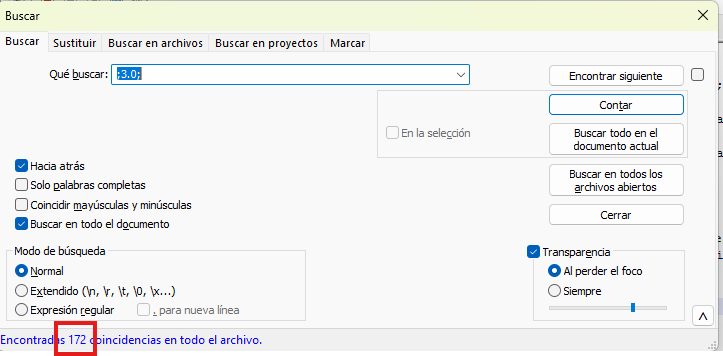 Buscar
Buscar Sustituir Buscar en archivos Buscar en proyectos Marcar
Qué buscar: ;3.0;
Encontrar siguiente
Contar
En la selección
Buscar todo en el documento actual
Hacia atrás
Buscar en todos los archivos abiertos
Solo palabras completas
Coincidir mayúsculas y minúsculas
Cerrar
Buscar en todo el documento
Modo de búsqueda
Normal
Extendido (\n, \r, \t, \0, \x...)
Expresión regular
. para nueva línea
Transparencia
Al perder el foco
Siempre
Encontradas 172 coincidencias en todo el archivo.